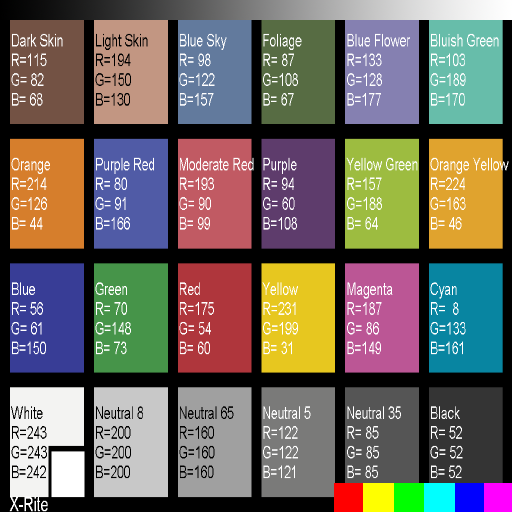 Dark Skin
R=115
G= 82
B= 68
Light Skin
R=194
G=150
B=130
Blue Sky
R= 98
G=122
B=157
Foliage
R= 87
G=108
B= 67
Blue Flower
R=133
G=128
B=177
Bluish Green
R=103
G=189
B=170
Orange
R=214
G=126
B= 44
Purple Red
R= 80
G= 91
B=166
Moderate Red
R=193
G= 90
B= 99
Purple
R= 94
G= 60
B=108
Yellow Green
R=157
G=188
B= 64
Orange Yellow
R=224
G=163
B= 46
Blue
R= 56
G= 61
B=150
Green
R= 70
G=148
B= 73
Red
R=175
G= 54
B= 60
Yellow
R=231
G=199
B= 31
Magenta
R=187
G= 86
B=149
Cyan
R=  8
G=133
B=161
White
R=243
G=243
B=242
Neutral 8
R=200
G=200
B=200
Neutral 65
R=160
G=160
B=160
Neutral 5
R=122
G=122
B=121
Neutral 35
R= 85
G= 85
B= 85
Black
R= 52
G= 52
B= 52
X-Rite